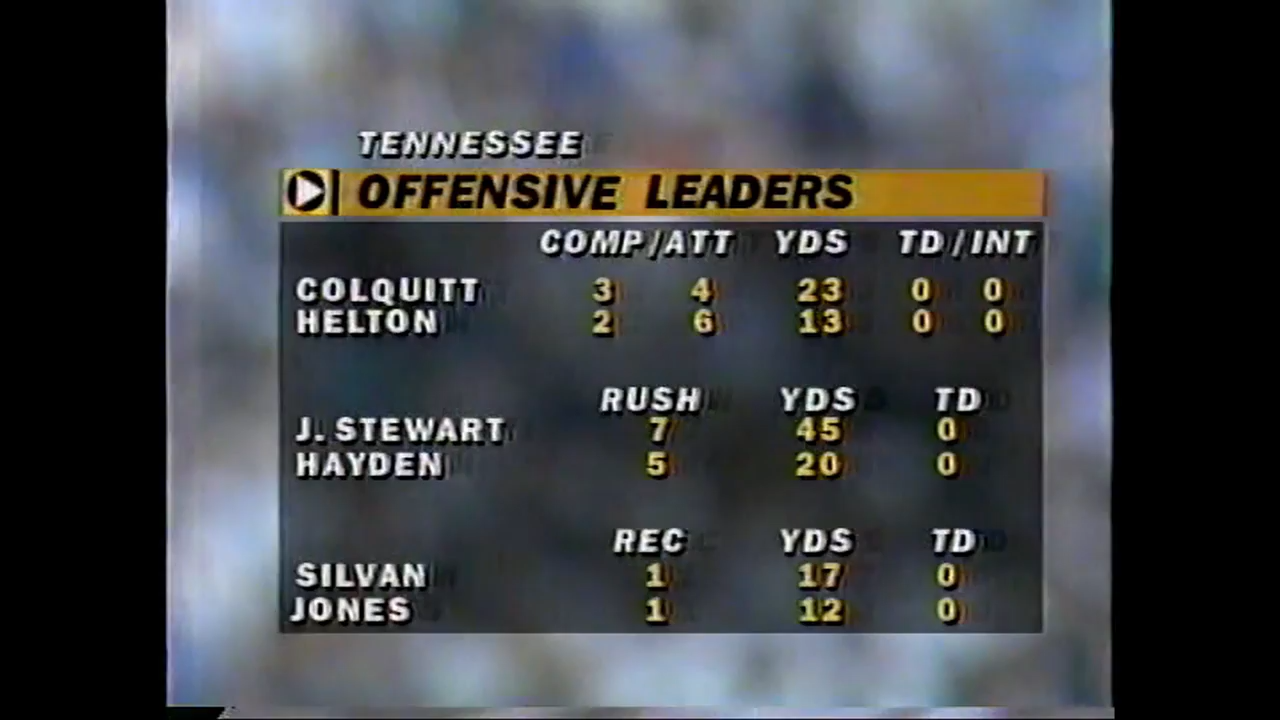 TENNESSEE
OFFENSIVE LEADERS
COMP/ATT YDS TD/INT
COLQUITT 3 4 23 0 0
HELTON 2 6 13 0 0
RUSH YDS TD
J. STEWART 7 45 0
HAYDEN 5 20 0
REC YDS TD
SILVAN 1 17 0
JONES 1 12 0